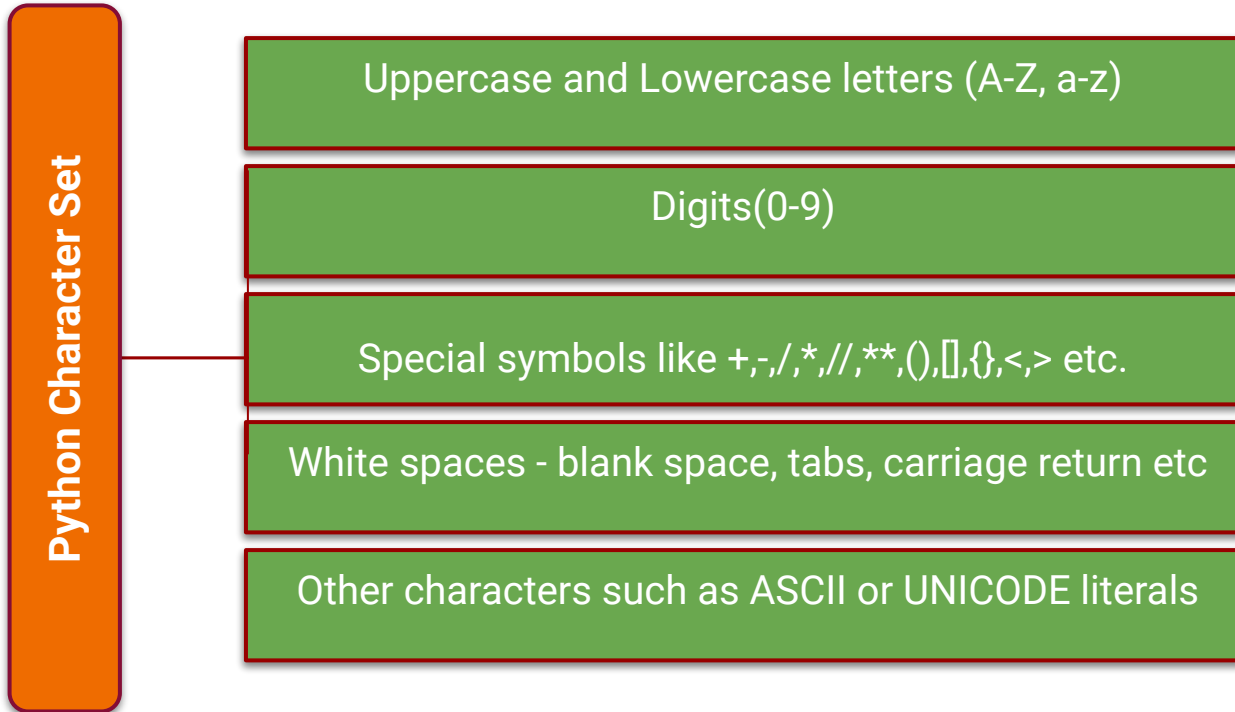 Python Character Set
Uppercase and Lowercase letters (A-Z, a-z)
Digits(0-9)
Special symbols like +,-,/,*,//,**,(),[],{},<,> etc.
White spaces - blank space, tabs, carriage return etc
Other characters such as ASCII or UNICODE literals